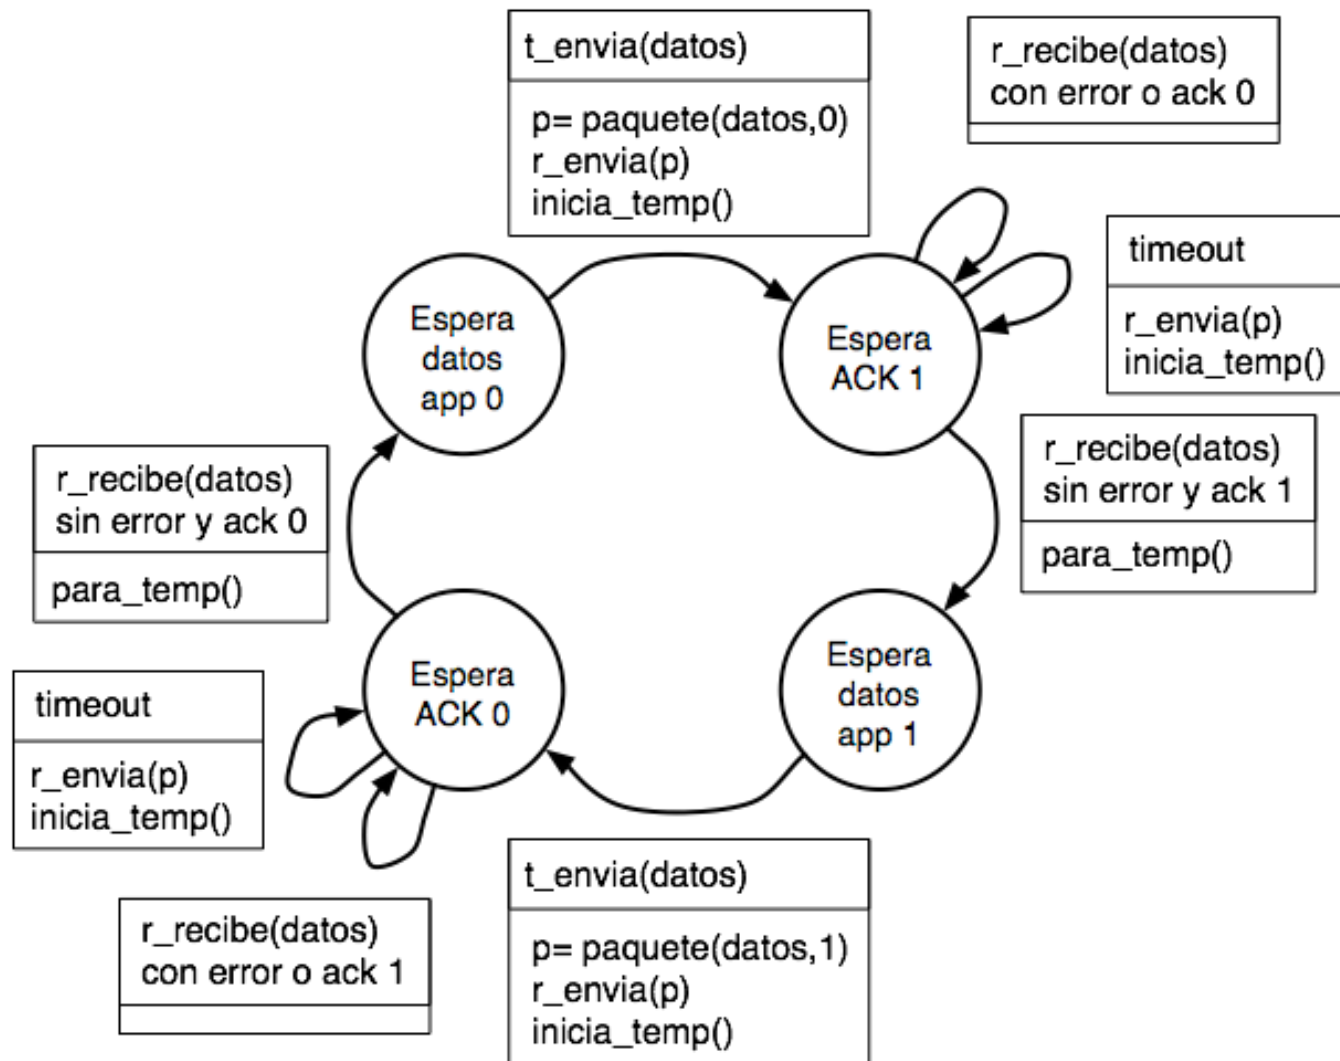 t_envia(datos)
p= paquete(datos,0)
r_envia(p)
inicia_temp()
r_recibe(datos)
con error o ack 0
timeout
r_envia(p)
inicia_temp()
Espera
datos
app 0
Espera
ACK 1
r_recibe(datos)
sin error y ack 0
para_temp()
r_recibe(datos)
sin error y ack 1
para_temp()
Espera
ACK 0
Espera
datos
app 1
timeout
r_envia(p)
inicia_temp()
r_recibe(datos)
con error o ack 1
t_envia(datos)
p= paquete(datos,1)
r_envia(p)
inicia_temp()